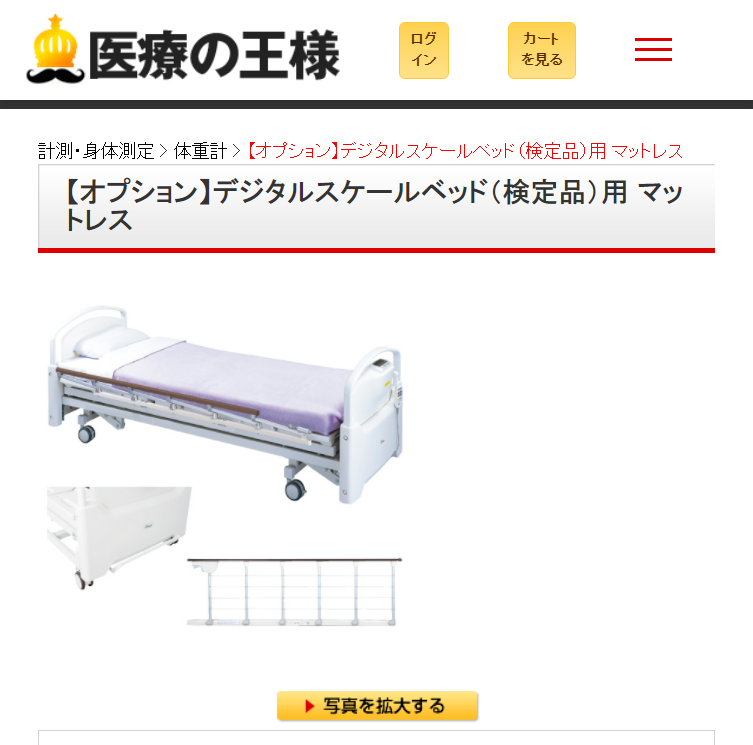 医療の王様
ログ
イン
カート
を見る
計測・身体測定 > 体重計 > 【オプション】デジタルスケールベッド（検定品）用 マットレス
【オプション】デジタルスケールベッド（検定品）用 マッ
トレス
写真を拡大する